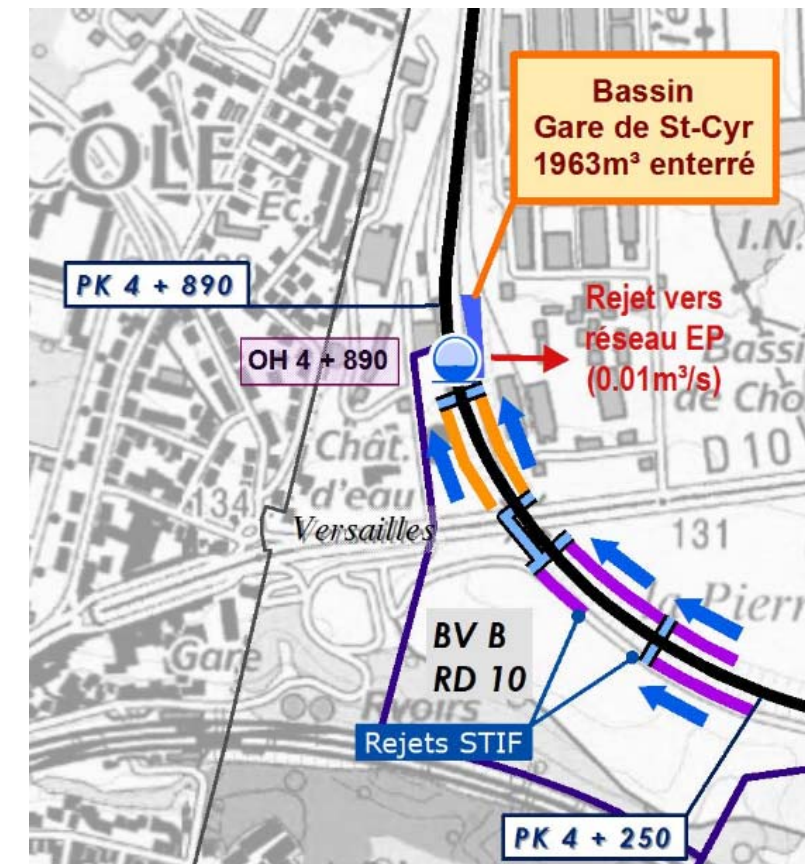 Bassin
Gare de St-Cyr
1963m³ enterré
COLE
Éc.
I.N.
PK 4 + 890
Rejet vers
réseau EP
(0.01m³/s)
OH 4 + 890
Bassi
de Cho
Chât.
d'eau
D 10
134
Versailles
131
la Pierr
BV B
RD 10
Gare
Rejets STIF
PK 4 + 250